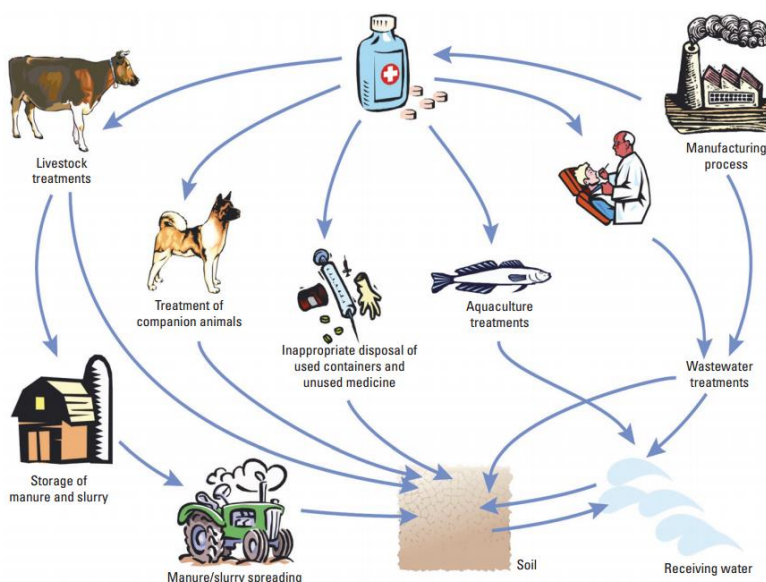 Livestock
treatments
Manufacturing
process
Treatment of
companion animals
Inappropriate disposal of
used containers and
unused medicine
Aquaculture
treatments
Wastewater
treatments
Storage of
manure and slurry
Manure/slurry spreading
Soil
Receiving water